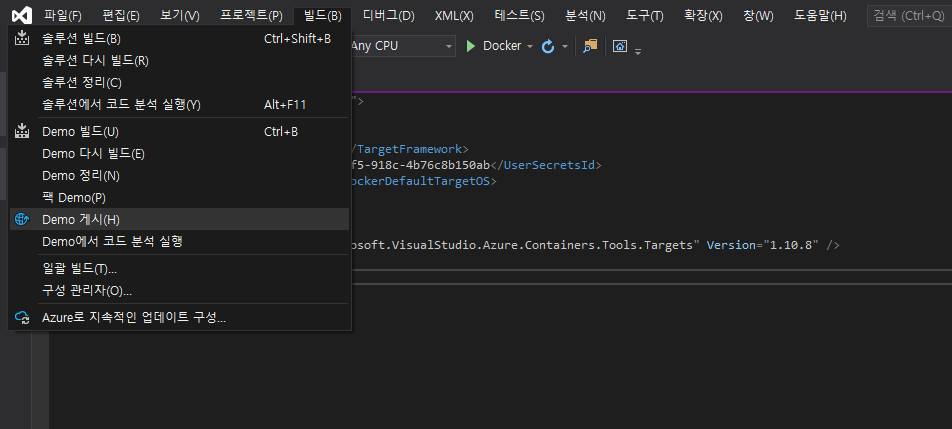 파일(F) 편집(E) 보기(V) 프로젝트(P) 빌드(B) 디버그(D) XML(X) 테스트(S) 분석(N) 도구(T) 확장(X) 창(W) 도움말(H) 검색 (Ctrl+Q)
솔루션 빌드(B) Ctrl+Shift+B
Any CPU Docker
솔루션 다시 빌드(R)
솔루션 정리(C)
솔루션에서 코드 분석 실행(Y) Alt+F11
">
Demo 빌드(U) Ctrl+B
Demo 다시 빌드(E)
</TargetFramework>
f5-918c-4b76c8b150ab</UserSecretsId>
Demo 정리(N)
ockerDefaultTargetOS>
팩 Demo(P)
Demo 게시(H)
Demo에서 코드 분석 실행
osoft.VisualStudio.Azure.Containers.Tools.Targets" Version="1.10.8" />
일괄 빌드(T)...
구성 관리자(O)...
Azure로 지속적인 업데이트 구성...